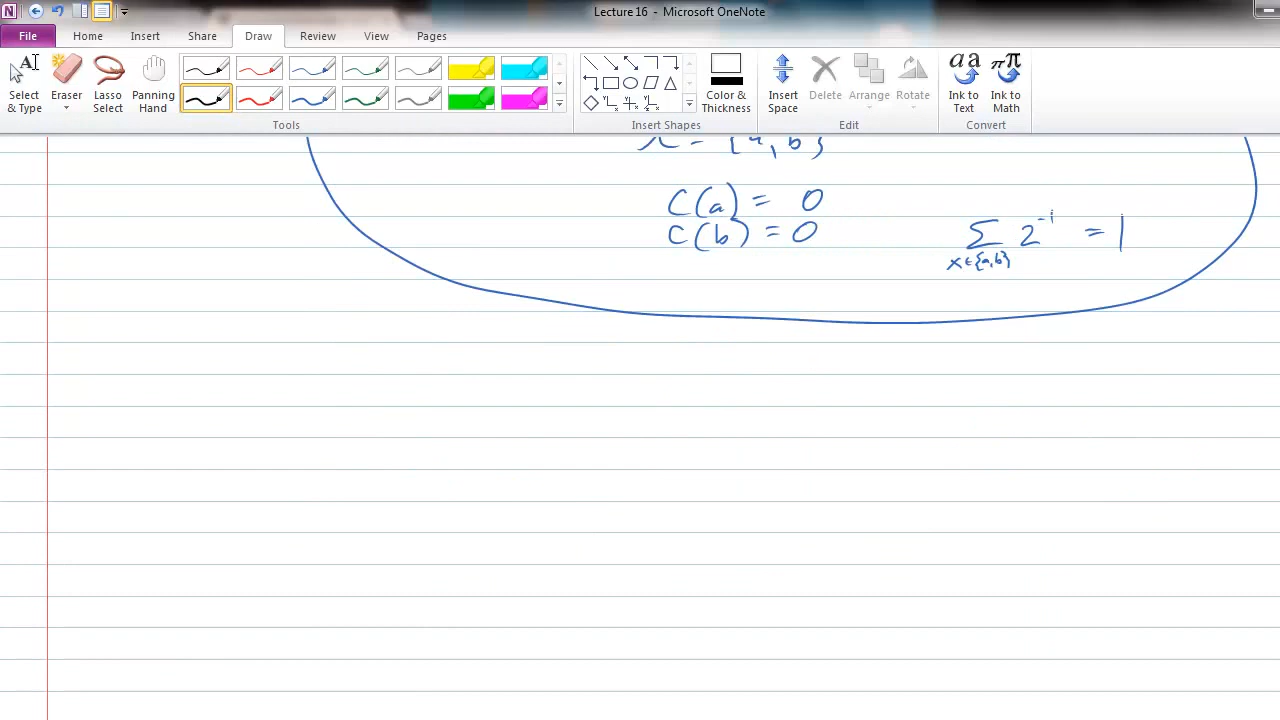 Lecture 16 - Microsoft OneNote
File Home Insert Share Draw Review View Pages
Select & Type Eraser Lasso Select Panning Hand Color & Thickness Insert Space Delete Arrange Rotate Ink to Text Ink to Math
Tools Insert Shapes Edit Convert
X = {a, b}
C(a) = 0
C(b) = 0
∑ 2^{-1} = 1
x∈{a,b}